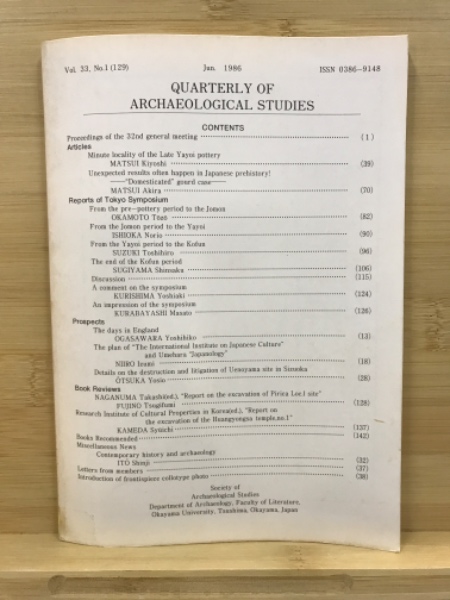 Vol. 33, No.1 (129) Jan. 1986 ISSN 0386-9148
QUARTERLY OF
ARCHAEOLOGICAL STUDIES
CONTENTS
Proceedings of the 32nd general meeting (1)
Articles
Minute locality of the Late Yayoi pottery
MATSUI Kiyoshi (39)
Unexpected results often happen in Japanese prehistory!
——"Domesticated" gourd case——
MATSUI Akira (70)
Reports of Tokyo Symposium
From the pre-pottery period to the Jomon
OKAMOTO Toao (82)
From the Jomon period to the Yayoi
ISHIOKA Norio (90)
From the Yayoi period to the Kofun
SUZUKI Toshihiro (96)
The end of the Kofun period
SUGIYAMA Shinsaku (106)
Discussion (115)
A comment on the symposium
KURISHIMA Yoshiaki (124)
An impression of the symposium
KURABAYASHI Masato (126)
Prospects
The days in England
OGASAWARA Yoshihiko (13)
The plan of "The International Institute on Japanese Culture"
and Umehara "Japanology"
NIIRO Izumi (18)
Details on the destruction and litigation of Uenoyama site in Sizuoka
ŌTSUKA Yosio (28)
Book Reviews
NAGANUMA Takashi(ed.), "Report on the excavation of Pirica Loc.1 site"
FUJINO Tsugifumi (128)
Research Institute of Cultural Properties in Korea(ed.), "Report on
the excavation of the Huangyongsa temple,no.1"
KAMEDA Syūichi (137)
Books Recommended (142)
Miscellaneous News
Contemporary history and archaeology
ITŌ Shinji (32)
Letters from members (37)
Introduction of frontispiece collotype photo (38)
Society of
Archaeological Studies
Department of Archaeology, Faculty of Literature,
Okayama University, Tsushima, Okayama, Japan